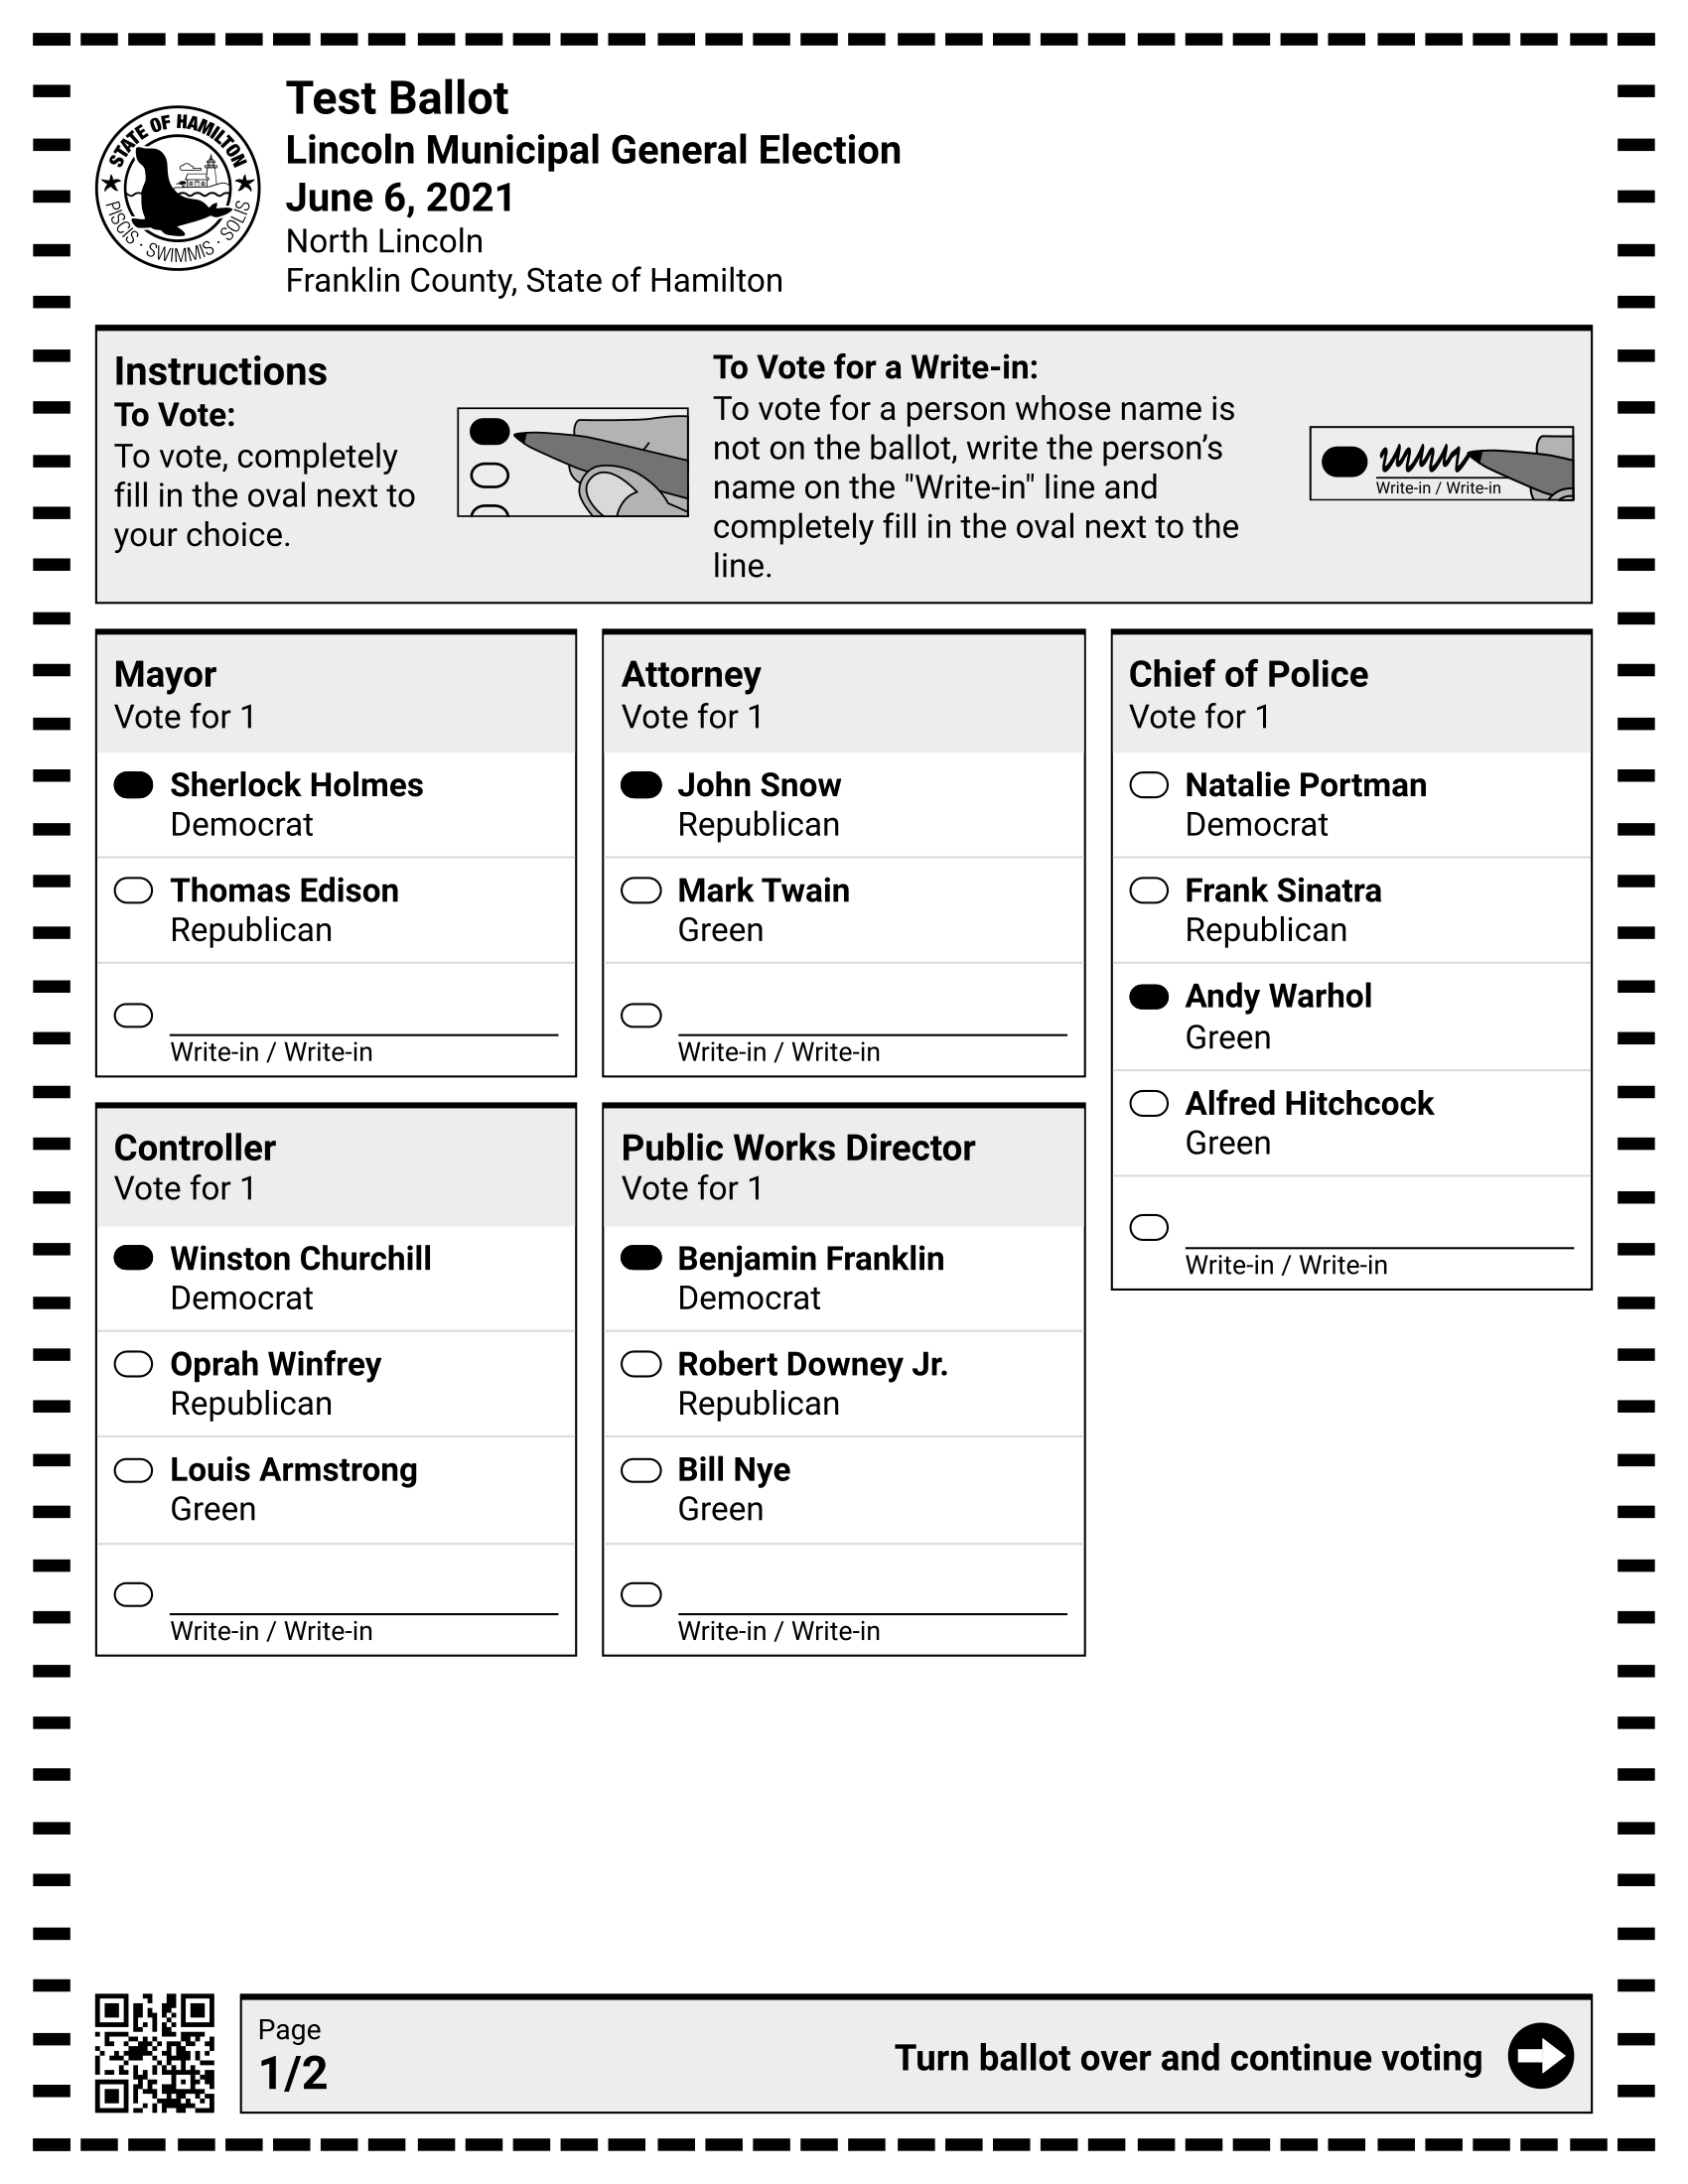 STATE OF HAMILTON
PISCIS · SWIMMIS · SOLIS
Test Ballot
Lincoln Municipal General Election
June 6, 2021
North Lincoln
Franklin County, State of Hamilton
Instructions
To Vote:
To vote, completely
fill in the oval next to
your choice.
To Vote for a Write-in:
To vote for a person whose name is
not on the ballot, write the person’s
name on the "Write-in" line and
completely fill in the oval next to the
line.
Write-in / Write-in
Mayor
Vote for 1
Sherlock Holmes
Democrat
Thomas Edison
Republican
Write-in / Write-in
Controller
Vote for 1
Winston Churchill
Democrat
Oprah Winfrey
Republican
Louis Armstrong
Green
Write-in / Write-in
Attorney
Vote for 1
John Snow
Republican
Mark Twain
Green
Write-in / Write-in
Public Works Director
Vote for 1
Benjamin Franklin
Democrat
Robert Downey Jr.
Republican
Bill Nye
Green
Write-in / Write-in
Chief of Police
Vote for 1
Natalie Portman
Democrat
Frank Sinatra
Republican
Andy Warhol
Green
Alfred Hitchcock
Green
Write-in / Write-in
Page
1/2
Turn ballot over and continue voting